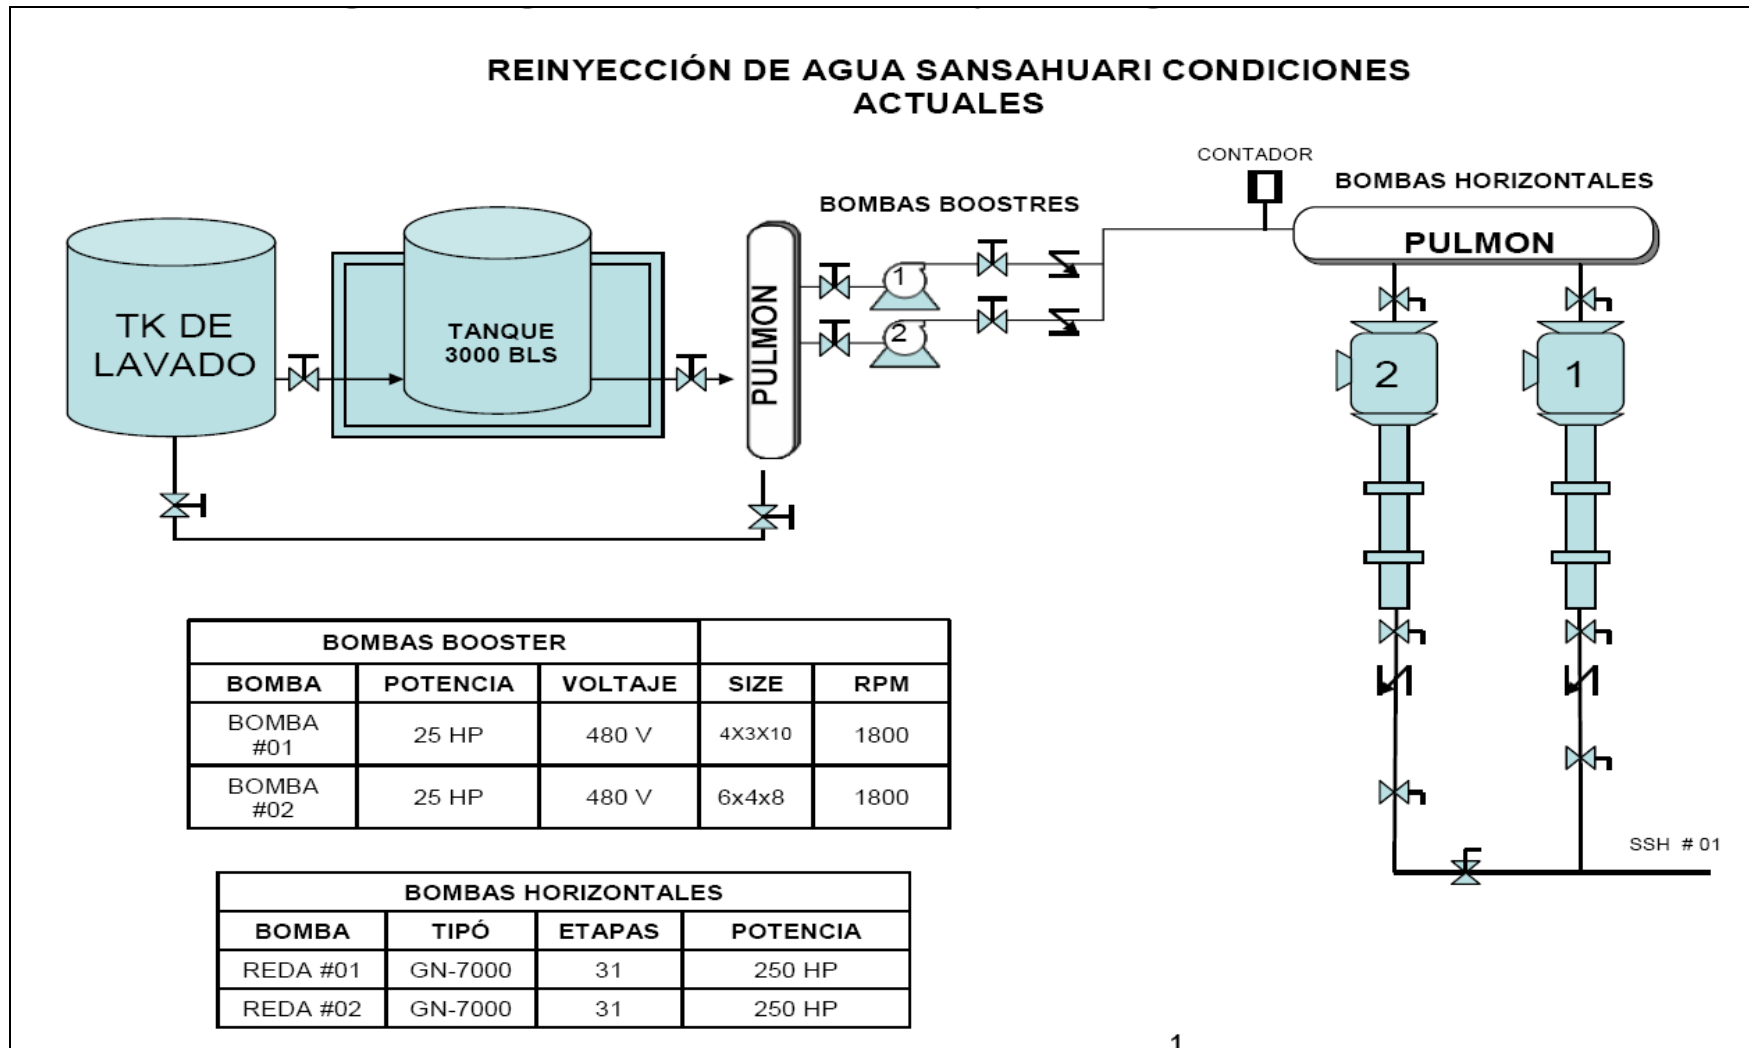 REINYECCIÓN DE AGUA SANSAHUARI CONDICIONES
ACTUALES
CONTADOR
BOMBAS HORIZONTALES
BOMBAS BOOSTRES
PULMON
TK DE
LAVADO
TANQUE
3000 BLS
PULMON
1
2
2
1
SSH # 01
BOMBAS BOOSTER
BOMBA POTENCIA VOLTAJE SIZE RPM
BOMBA
#01 25 HP 480 V 4X3X10 1800
BOMBA
#02 25 HP 480 V 6x4x8 1800
BOMBAS HORIZONTALES
BOMBA TIPÓ ETAPAS POTENCIA
REDA #01 GN-7000 31 250 HP
REDA #02 GN-7000 31 250 HP
1